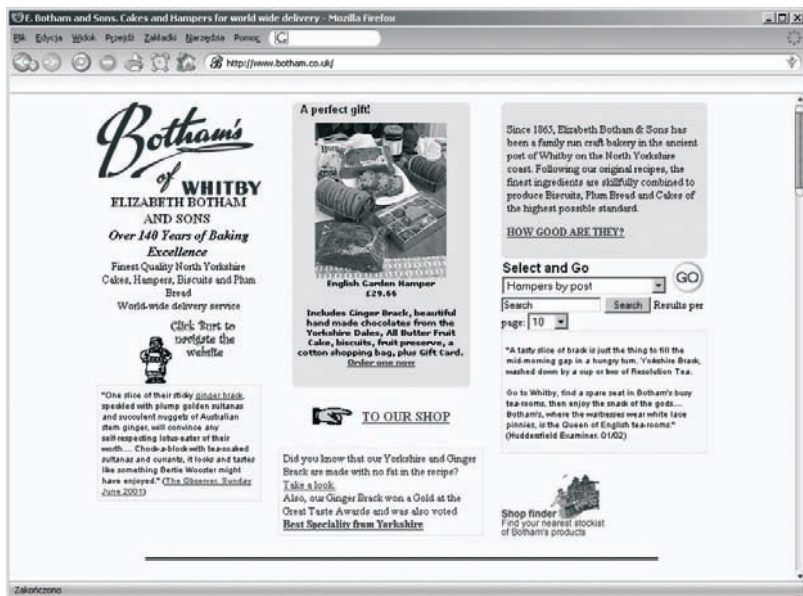 E. Botham and Sons. Cakes and Hampers for world wide delivery - Mozilla Firefox
Plik Edycja Widok Przejdź Zakładki Narzędzia Pomoc
http://www.botham.co.uk/
Botham's
of WHITBY
ELIZABETH BOTHAM
AND SONS
Over 140 Years of Baking
Excellence
Finest Quality North Yorkshire
Cakes, Hampers, Biscuits and Plum
Bread
World-wide delivery service
Click Burt to
navigate the
website
"One slice of their sticky ginger brack,
speckled with plump golden sultanas
and succulent nuggets of Australian
stem ginger, will convince any
self-respecting lotus-eater of their
worth.... Chock-a-block with tea-soaked
sultanas and currants, it looks and tastes
like something Bertie Wooster might
have enjoyed." (The Observer, Sunday
June 2001)
A perfect gift!
English Garden Hamper
£29.66
Includes Ginger Brack, beautiful
hand made chocolates from the
Yorkshire Dales, All Butter Fruit
Cake, biscuits, fruit preserve, a
cotton shopping bag, plus Gift Card.
Order one now
TO OUR SHOP
Did you know that our Yorkshire and Ginger
Brack are made with no fat in the recipe?
Take a look.
Also, our Ginger Brack won a Gold at the
Great Taste Awards and was also voted
Best Speciality from Yorkshire
Since 1865, Elizabeth Botham & Sons has
been a family run craft bakery in the ancient
port of Whitby on the North Yorkshire
coast. Following our original recipes, the
finest ingredients are skillfully combined to
produce Biscuits, Plum Bread and Cakes of
the highest possible standard.
HOW GOOD ARE THEY?
Select and Go
Hampers by post GO
Search Search Results per
page: 10
"A tasty slice of brack is just the thing to fill the
mid-morning gap in a hungry tum. Yorkshire Brack,
washed down by a cup or two of Resolution Tea.
Go to Whitby, find a spare seat in Botham's busy
tea-rooms, then enjoy the snack of the gods....
Botham's, where the waitresses wear white lace
pinnies, is the Queen of English tea-rooms."
(Huddersfield Examiner. 01/02)
Shop finder
Find your nearest stockist
of Botham's products
Zakończono